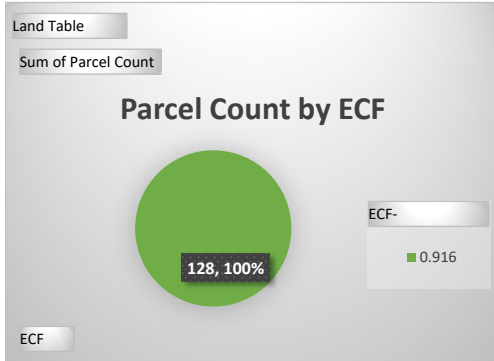 Land Table
Sum of Parcel Count
Parcel Count by ECF
128, 100%
ECF-
0.916
ECF